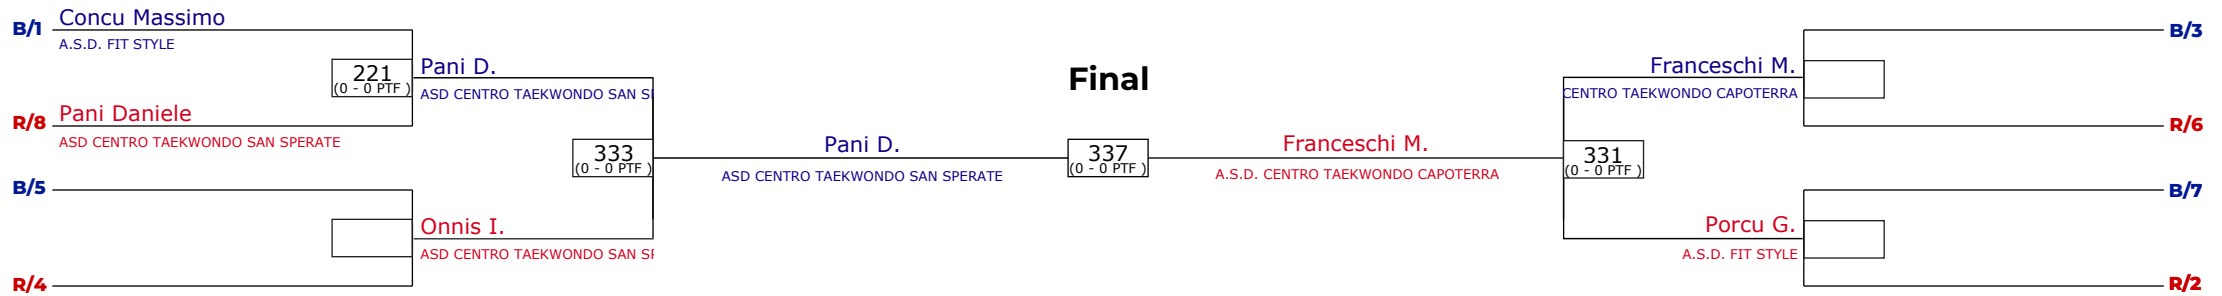 B/1
Concu Massimo
A.S.D. FIT STYLE
221
(0 - 0 PTF )
Pani D.
ASD CENTRO TAEKWONDO SAN SP
R/8
Pani Daniele
ASD CENTRO TAEKWONDO SAN SPERATE
333
(0 - 0 PTF )
B/5
Onnis I.
ASD CENTRO TAEKWONDO SAN SP
R/4
Pani D.
ASD CENTRO TAEKWONDO SAN SPERATE
Final
337
(0 - 0 PTF )
Franceschi M.
A.S.D. CENTRO TAEKWONDO CAPOTERRA
331
(0 - 0 PTF )
Franceschi M.
CENTRO TAEKWONDO CAPOTERRA
B/3
R/6
Porcu G.
A.S.D. FIT STYLE
B/7
R/2